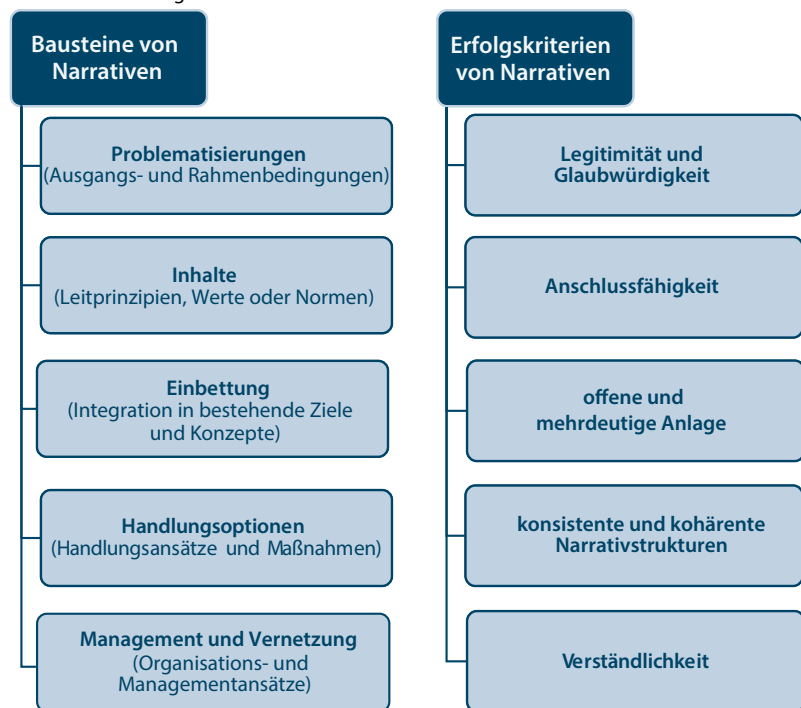 Bausteine von
Narrativen
Problematisierungen
(Ausgangs- und Rahmenbedingungen)
Inhalte
(Leitprinzipien, Werte oder Normen)
Einbettung
(Integration in bestehende Ziele
und Konzepte)
Handlungsoptionen
(Handlungsansätze und Maßnahmen)
Management und Vernetzung
(Organisations- und
Managementansätze)
Erfolgskriterien
von Narrativen
Legitimität und
Glaubwürdigkeit
Anschlussfähigkeit
offene und
mehrdeutige Anlage
konsistente und kohärente
Narrativstrukturen
Verständlichkeit